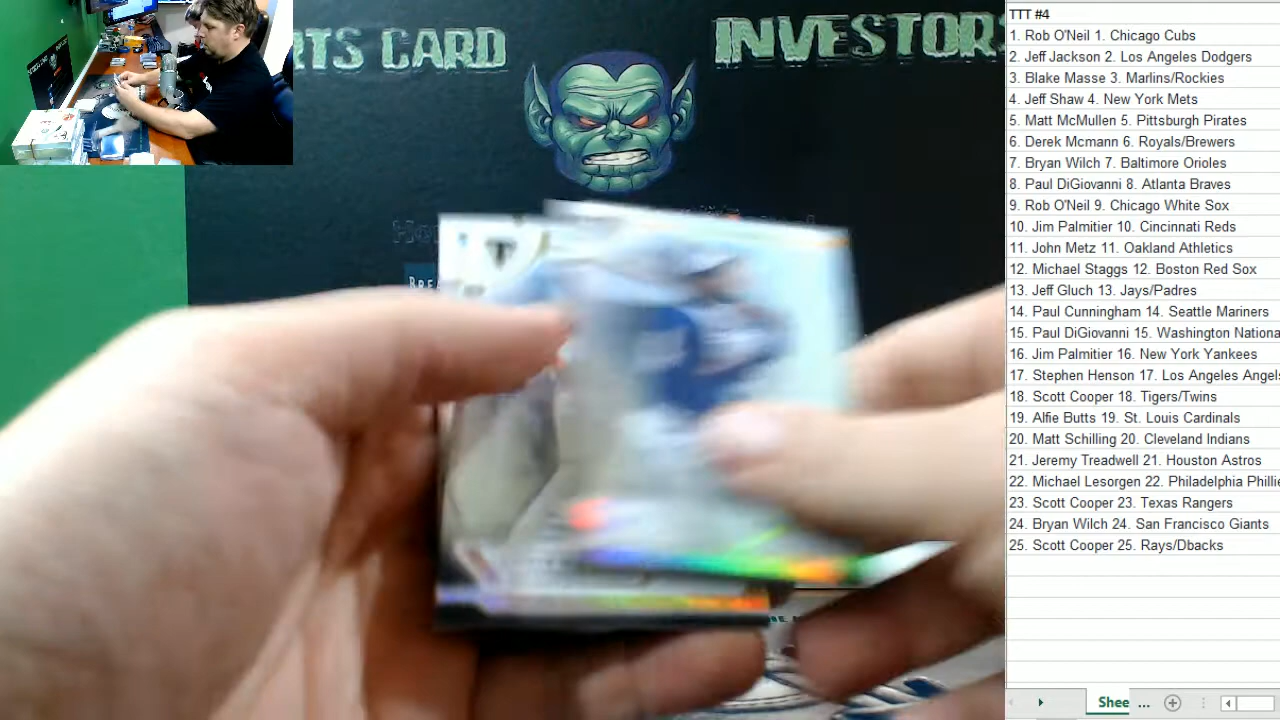 RTS CARD
INVESTORS
BREA
TTT #4
1. Rob O'Neil 1. Chicago Cubs
2. Jeff Jackson 2. Los Angeles Dodgers
3. Blake Masse 3. Marlins/Rockies
4. Jeff Shaw 4. New York Mets
5. Matt McMullen 5. Pittsburgh Pirates
6. Derek Mcmann 6. Royals/Brewers
7. Bryan Wilch 7. Baltimore Orioles
8. Paul DiGiovanni 8. Atlanta Braves
9. Rob O'Neil 9. Chicago White Sox
10. Jim Palmitier 10. Cincinnati Reds
11. John Metz 11. Oakland Athletics
12. Michael Staggs 12. Boston Red Sox
13. Jeff Gluch 13. Jays/Padres
14. Paul Cunningham 14. Seattle Mariners
15. Paul DiGiovanni 15. Washington Nationa
16. Jim Palmitier 16. New York Yankees
17. Stephen Henson 17. Los Angeles Angels
18. Scott Cooper 18. Tigers/Twins
19. Alfie Butts 19. St. Louis Cardinals
20. Matt Schilling 20. Cleveland Indians
21. Jeremy Treadwell 21. Houston Astros
22. Michael Lesorgen 22. Philadelphia Phillie
23. Scott Cooper 23. Texas Rangers
24. Bryan Wilch 24. San Francisco Giants
25. Scott Cooper 25. Rays/Dbacks
Shee ...